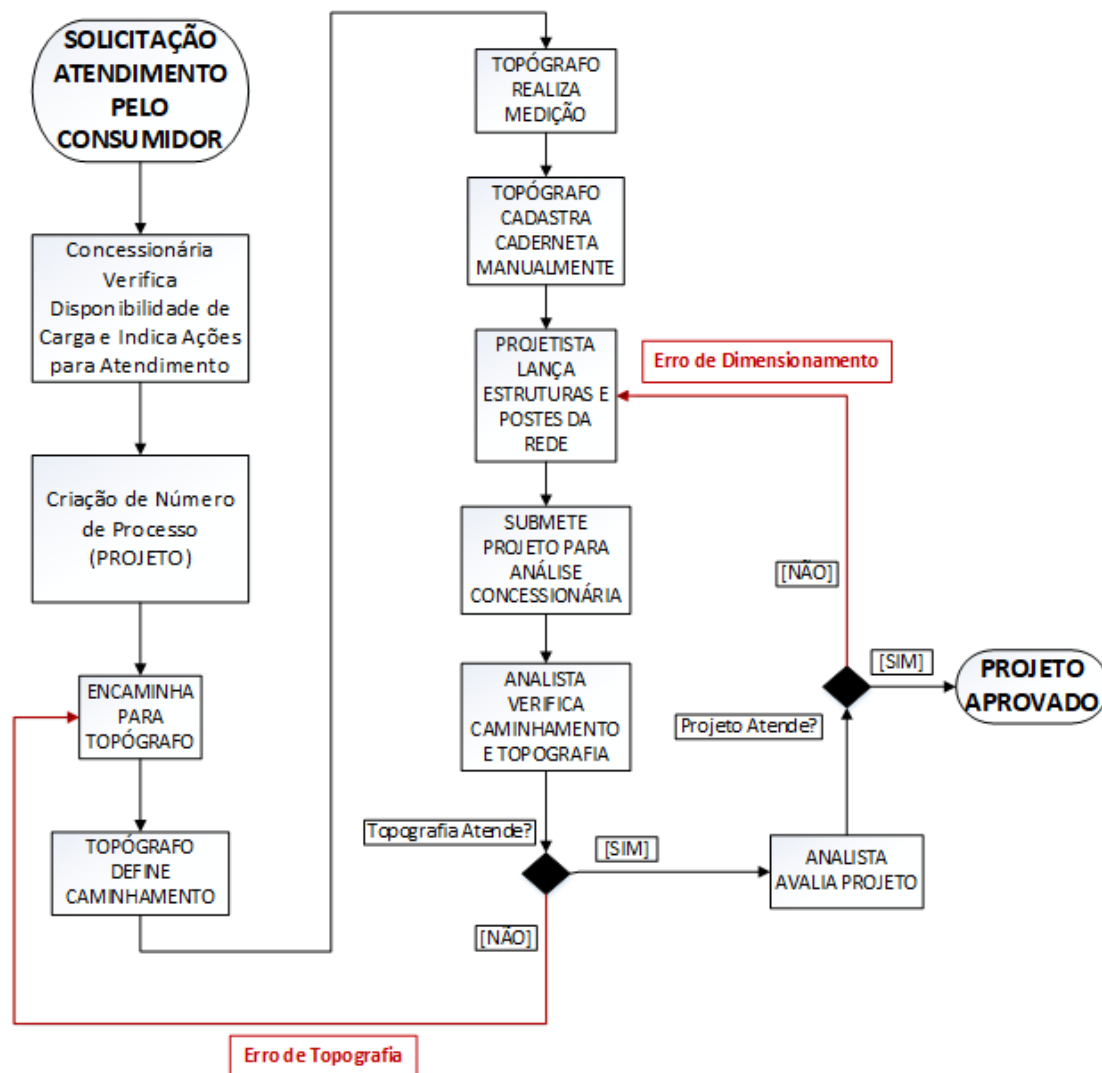 SOLICITAÇÃO
ATENDIMENTO
PELO
CONSUMIDOR
Concessionária
Verifica
Disponibilidade de
Carga e Indica Ações
para Atendimento
Criação de Número
de Processo
(PROJETO)
ENCAMINHA
PARA
TOPÓGRAFO
TOPÓGRAFO
DEFINE
CAMINHAMENTO
TOPÓGRAFO
REALIZA
MEDIÇÃO
TOPÓGRAFO
CADASTRA
CADERNETA
MANUALMENTE
PROJETISTA
LANÇA
ESTRUTURAS E
POSTES DA
REDE
SUBMETE
PROJETO PARA
ANÁLISE
CONCESSIONÁRIA
ANALISTA
VERIFICA
CAMINHAMENTO
E TOPOGRAFIA
Topografia Atende?
[SIM]
[NÃO]
Erro de Topografia
ANALISTA
AVALIA PROJETO
Projeto Atende?
[NÃO]
Erro de Dimensionamento
[SIM]
PROJETO
APROVADO